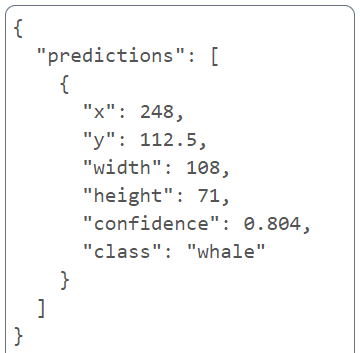 {
  "predictions": [
    {
      "x": 248,
      "y": 112.5,
      "width": 108,
      "height": 71,
      "confidence": 0.804,
      "class": "whale"
    }
  ]
}